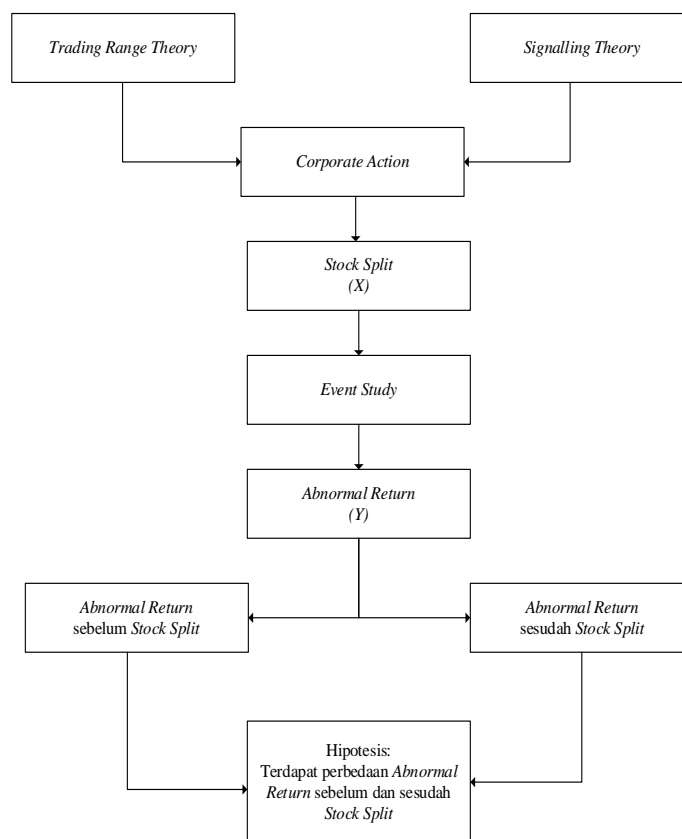 Trading Range Theory
Signalling Theory
Corporate Action
Stock Split
(X)
Event Study
Abnormal Return
(Y)
Abnormal Return
sebelum Stock Split
Abnormal Return
sesudah Stock Split
Hipotesis:
Terdapat perbedaan Abnormal
Return sebelum dan sesudah
Stock Split